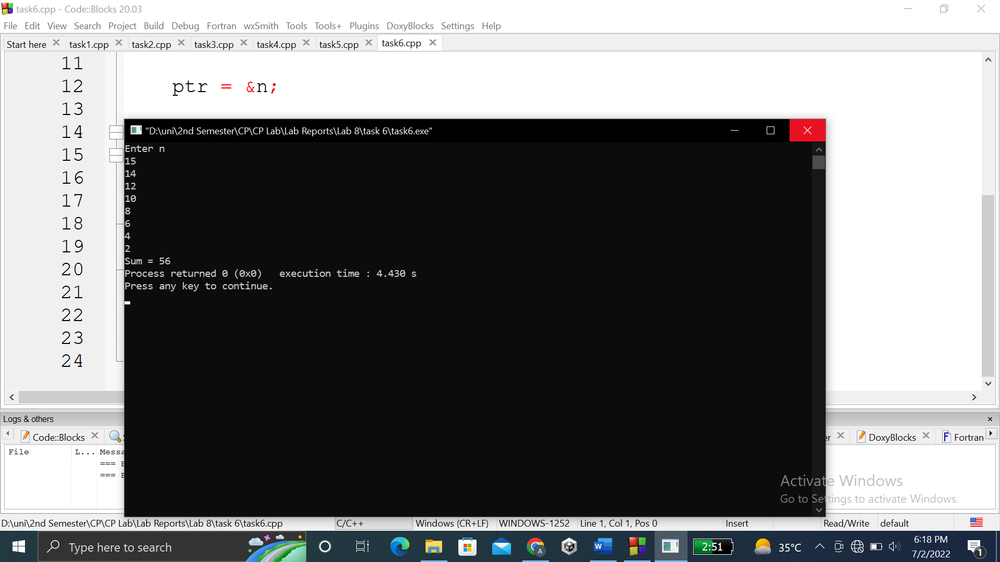 task6.cpp - Code::Blocks 20.03
File Edit View Search Project Build Debug Fortran wxSmith Tools Tools+ Plugins DoxyBlocks Settings Help
Start here task1.cpp task2.cpp task3.cpp task4.cpp task5.cpp task6.cpp
11
12 ptr = &n;
13
14
15
16
17
18
19
20
21
22
23
24
"D:\uni\2nd Semester\CP\CP Lab\Lab Reports\Lab 8\task 6\task6.exe"
Enter n
15
14
12
10
8
6
4
2
Sum = 56
Process returned 0 (0x0)   execution time : 4.430 s
Press any key to continue.
Logs & others
Code::Blocks DoxyBlocks Fortran
File L... Messa
===
===
Activate Windows
Go to Settings to activate Windows.
D:\uni\2nd Semester\CP\CP Lab\Lab Reports\Lab 8\task 6\task6.cpp C/C++ Windows (CR+LF) WINDOWS-1252 Line 1, Col 1, Pos 0 Insert Read/Write default
Type here to search 2:51 35°C 6:18 PM
7/2/2022 1